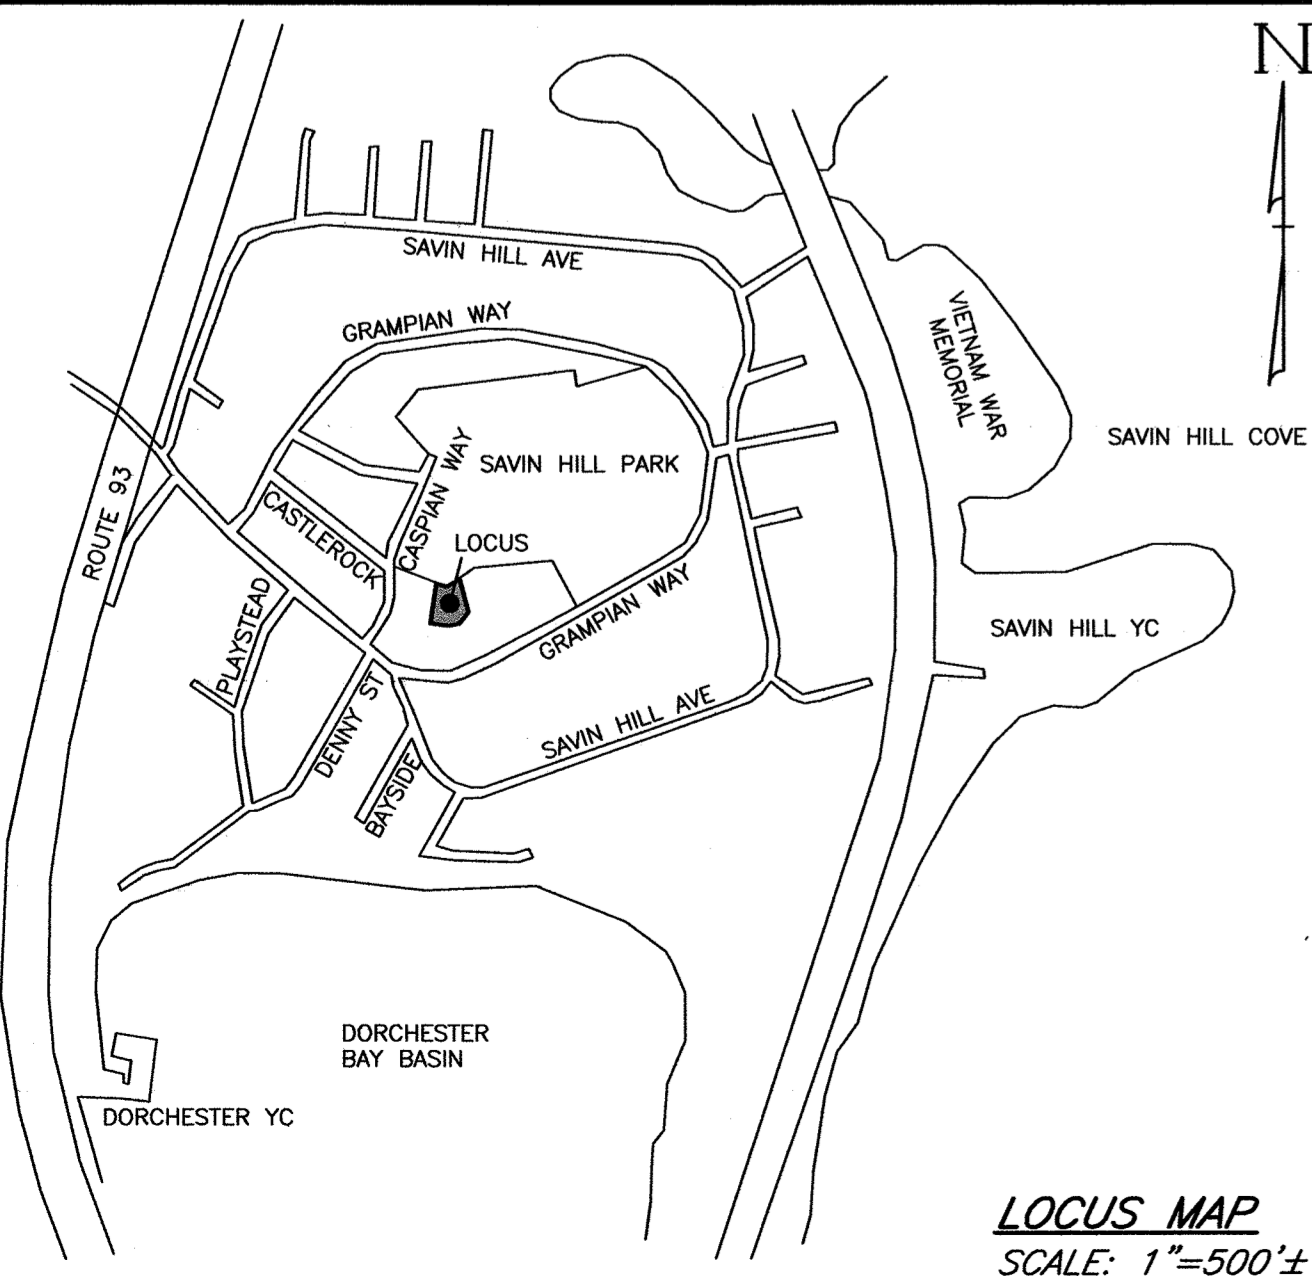 N
SAVIN HILL AVE
GRAMPIAN WAY
VIETNAM WAR
MEMORIAL
SAVIN HILL COVE
SAVIN HILL PARK
CASPIAN WAY
ROUTE 93
CASTLEROCK
LOCUS
GRAMPIAN WAY
PLAYSTEAD
SAVIN HILL YC
DENNY ST
SAVIN HILL AVE
BAYSIDE
DORCHESTER
BAY BASIN
DORCHESTER YC
LOCUS MAP
SCALE: 1"=500'±